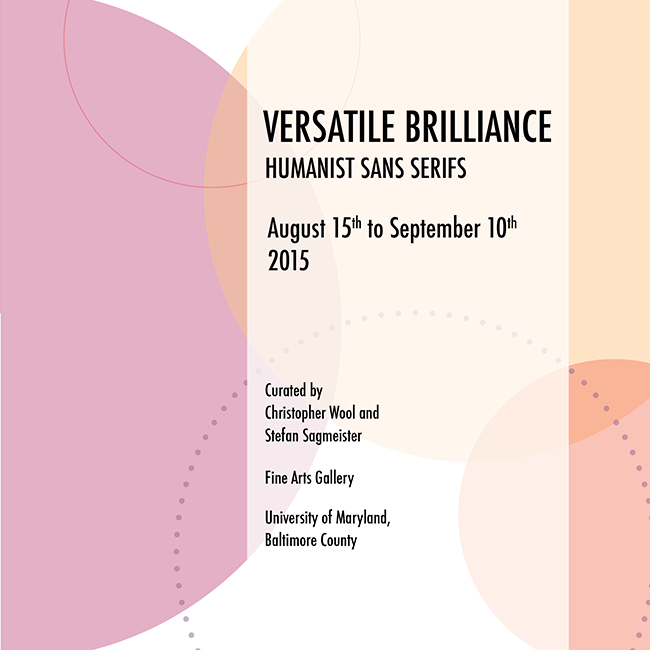 VERSATILE BRILLIANCE
HUMANIST SANS SERIFS
August 15th to September 10th
2015
Curated by
Christopher Wool and
Stefan Sagmeister
Fine Arts Gallery
University of Maryland,
Baltimore County